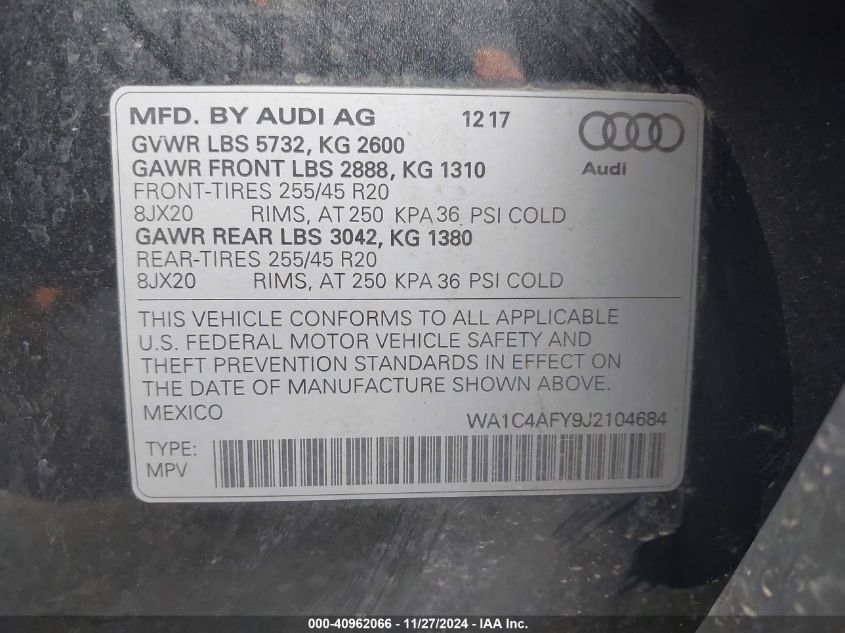 MFD. BY AUDI AG 12 17
GVWR LBS 5732, KG 2600
GAWR FRONT LBS 2888, KG 1310
Audi
FRONT-TIRES 255/45 R20
8JX20 RIMS, AT 250 KPA 36 PSI COLD
GAWR REAR LBS 3042, KG 1380
REAR-TIRES 255/45 R20
8JX20 RIMS, AT 250 KPA 36 PSI COLD
THIS VEHICLE CONFORMS TO ALL APPLICABLE
U.S. FEDERAL MOTOR VEHICLE SAFETY AND
THEFT PREVENTION STANDARDS IN EFFECT ON
THE DATE OF MANUFACTURE SHOWN ABOVE.
MEXICO WA1C4AFY9J2104684
TYPE:
MPV
000-40962066 - 11/27/2024 - IAA Inc.